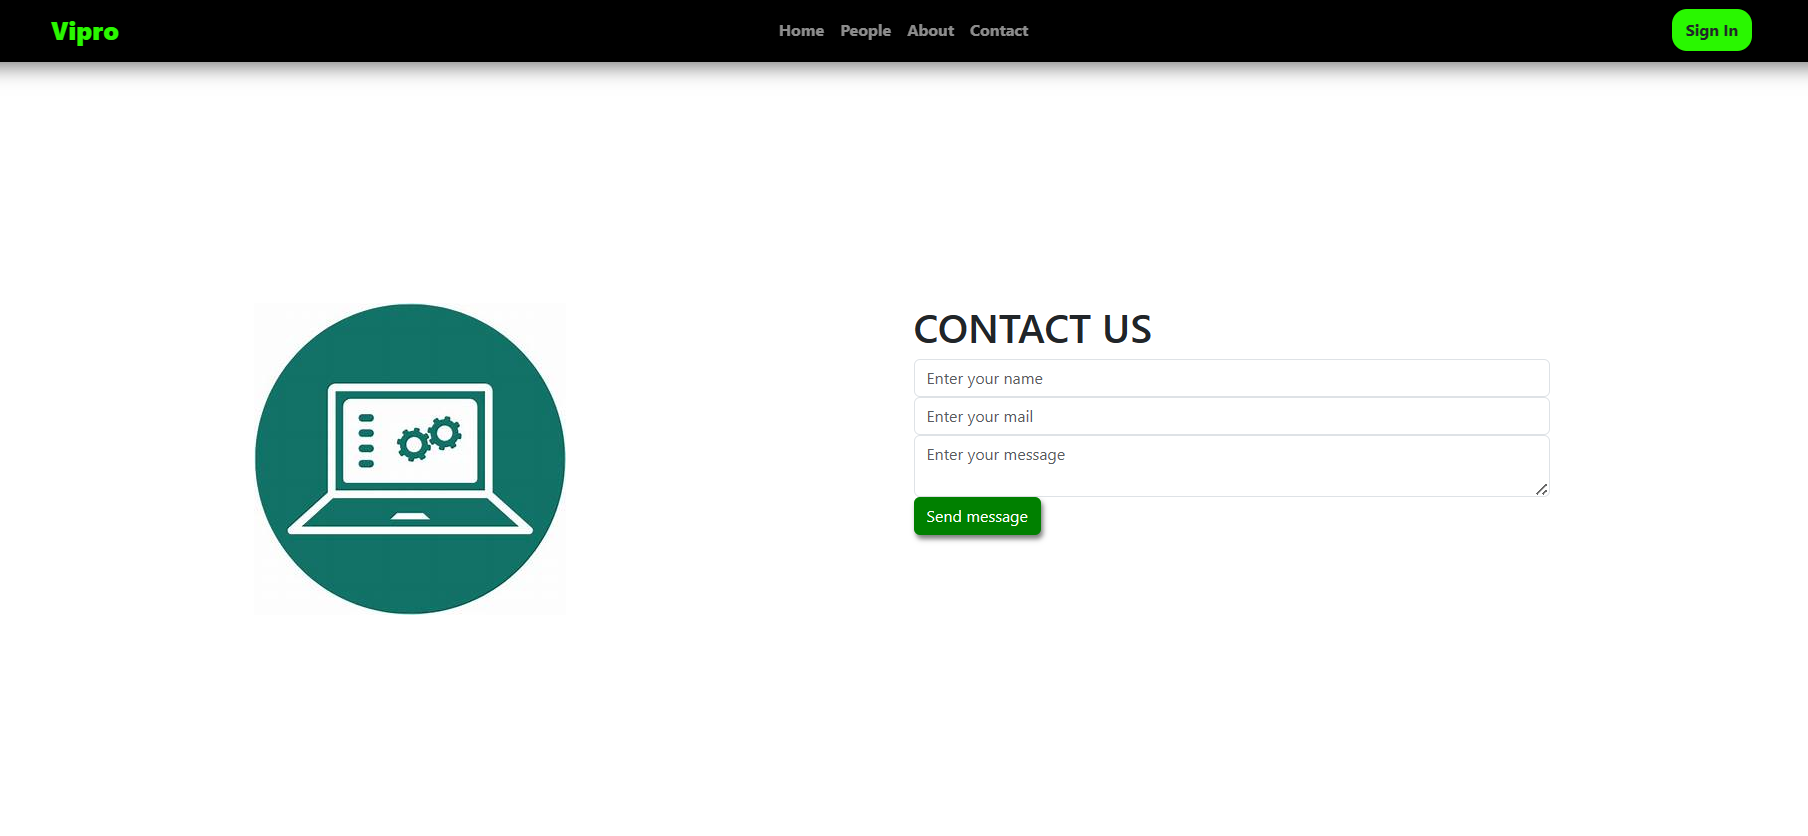 Vipro
Home People About Contact
Sign In
CONTACT US
Enter your name
Enter your mail
Enter your message
Send message